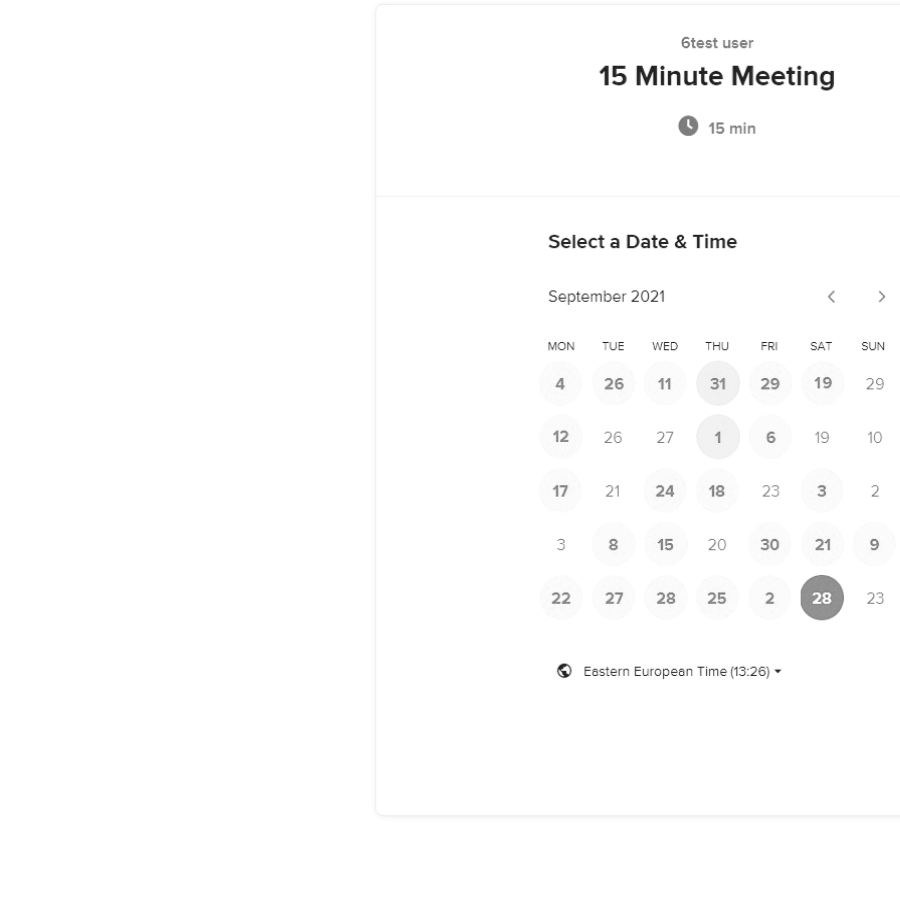 6test user
15 Minute Meeting
15 min
Select a Date & Time
September 2021
MON TUE WED THU FRI SAT SUN
4 26 11 31 29 19 29
12 26 27 1 6 19 10
17 21 24 18 23 3 2
3 8 15 20 30 21 9
22 27 28 25 2 28 23
Eastern European Time (13:26)